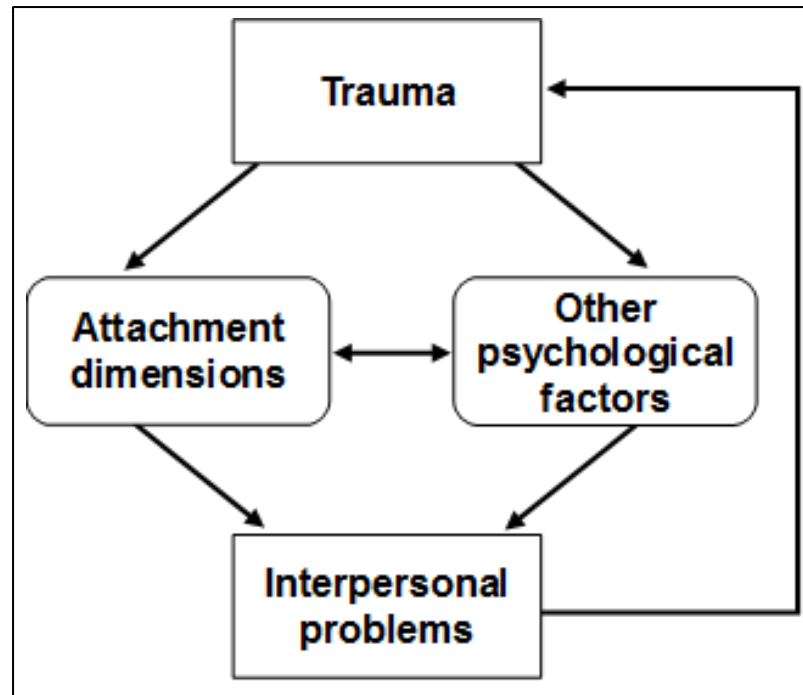 Trauma
Attachment
dimensions
Other
psychological
factors
Interpersonal
problems